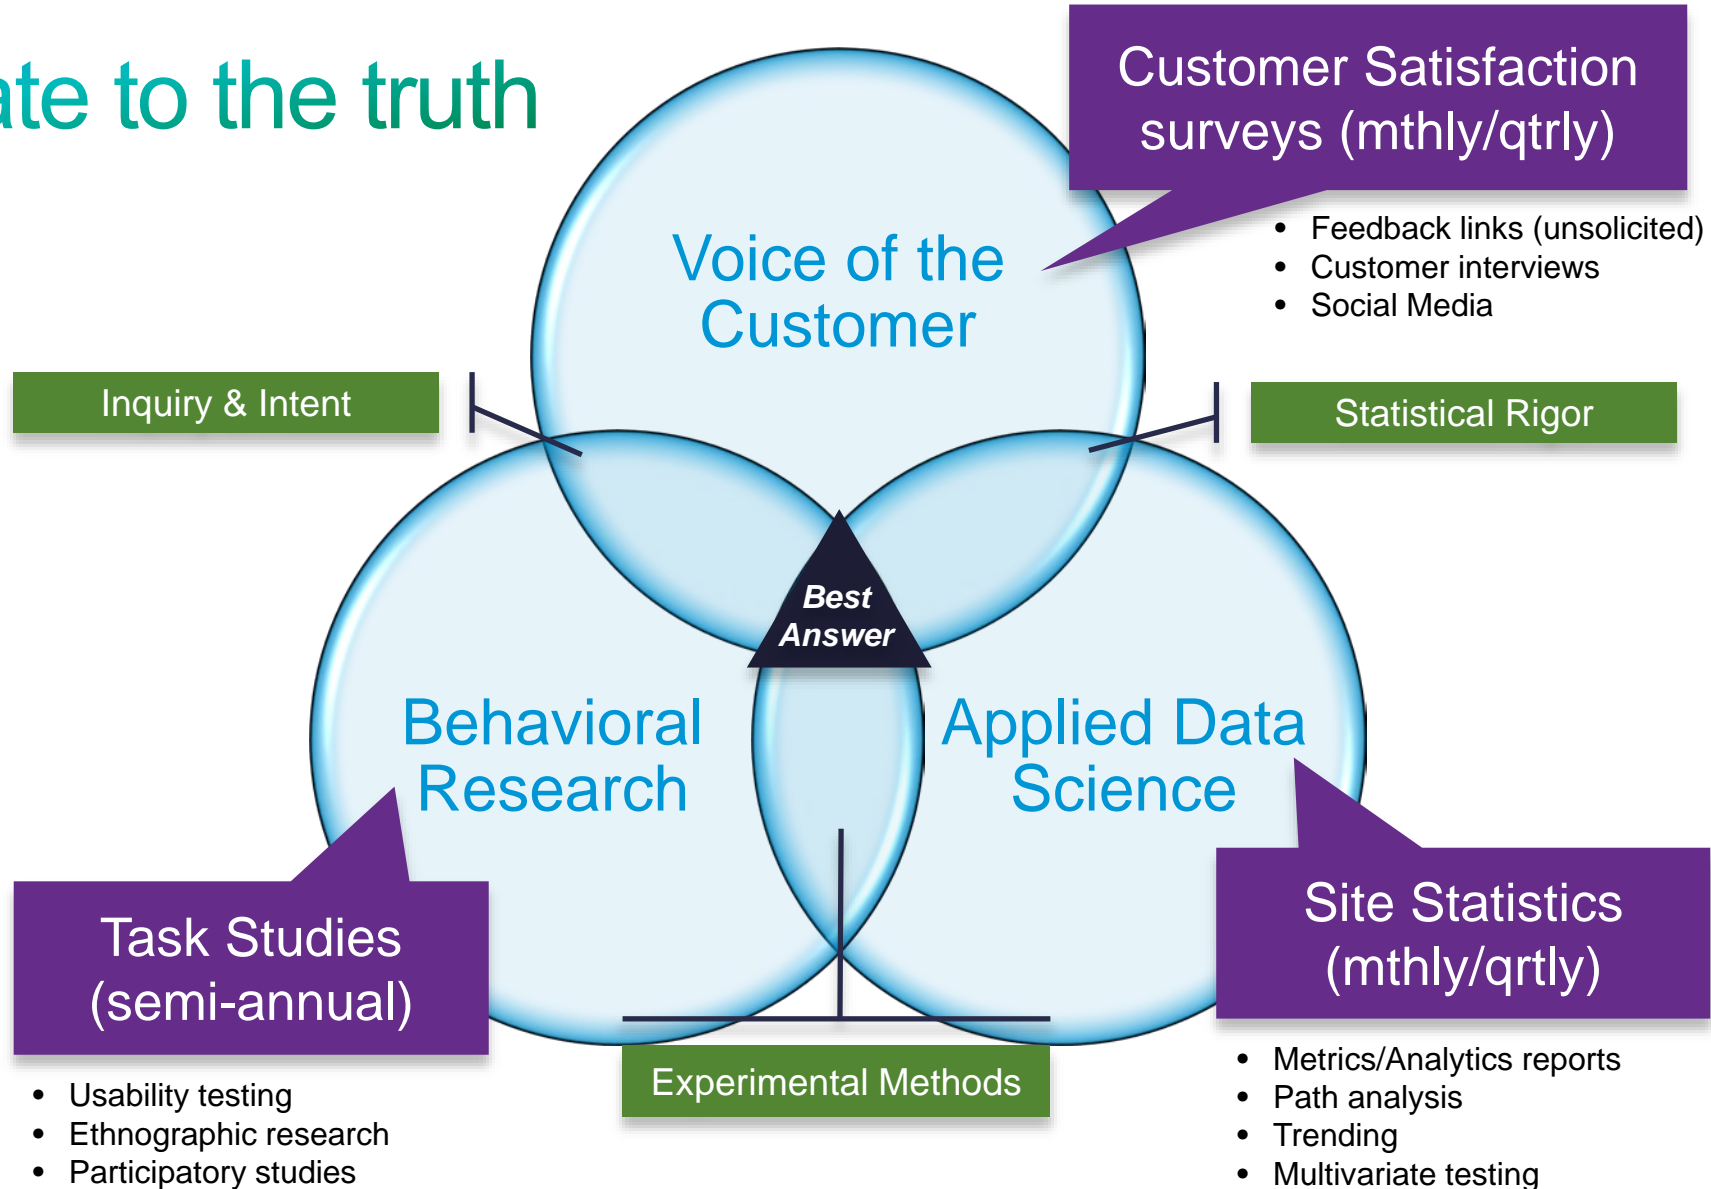 ate to the truth
Customer Satisfaction
surveys (mthly/qtrly)
• Feedback links (unsolicited)
• Customer interviews
• Social Media
Voice of the
Customer
Inquiry & Intent
Statistical Rigor
Best
Answer
Behavioral
Research
Applied Data
Science
Task Studies
(semi-annual)
• Usability testing
• Ethnographic research
• Participatory studies
Experimental Methods
Site Statistics
(mthly/qrtly)
• Metrics/Analytics reports
• Path analysis
• Trending
• Multivariate testing